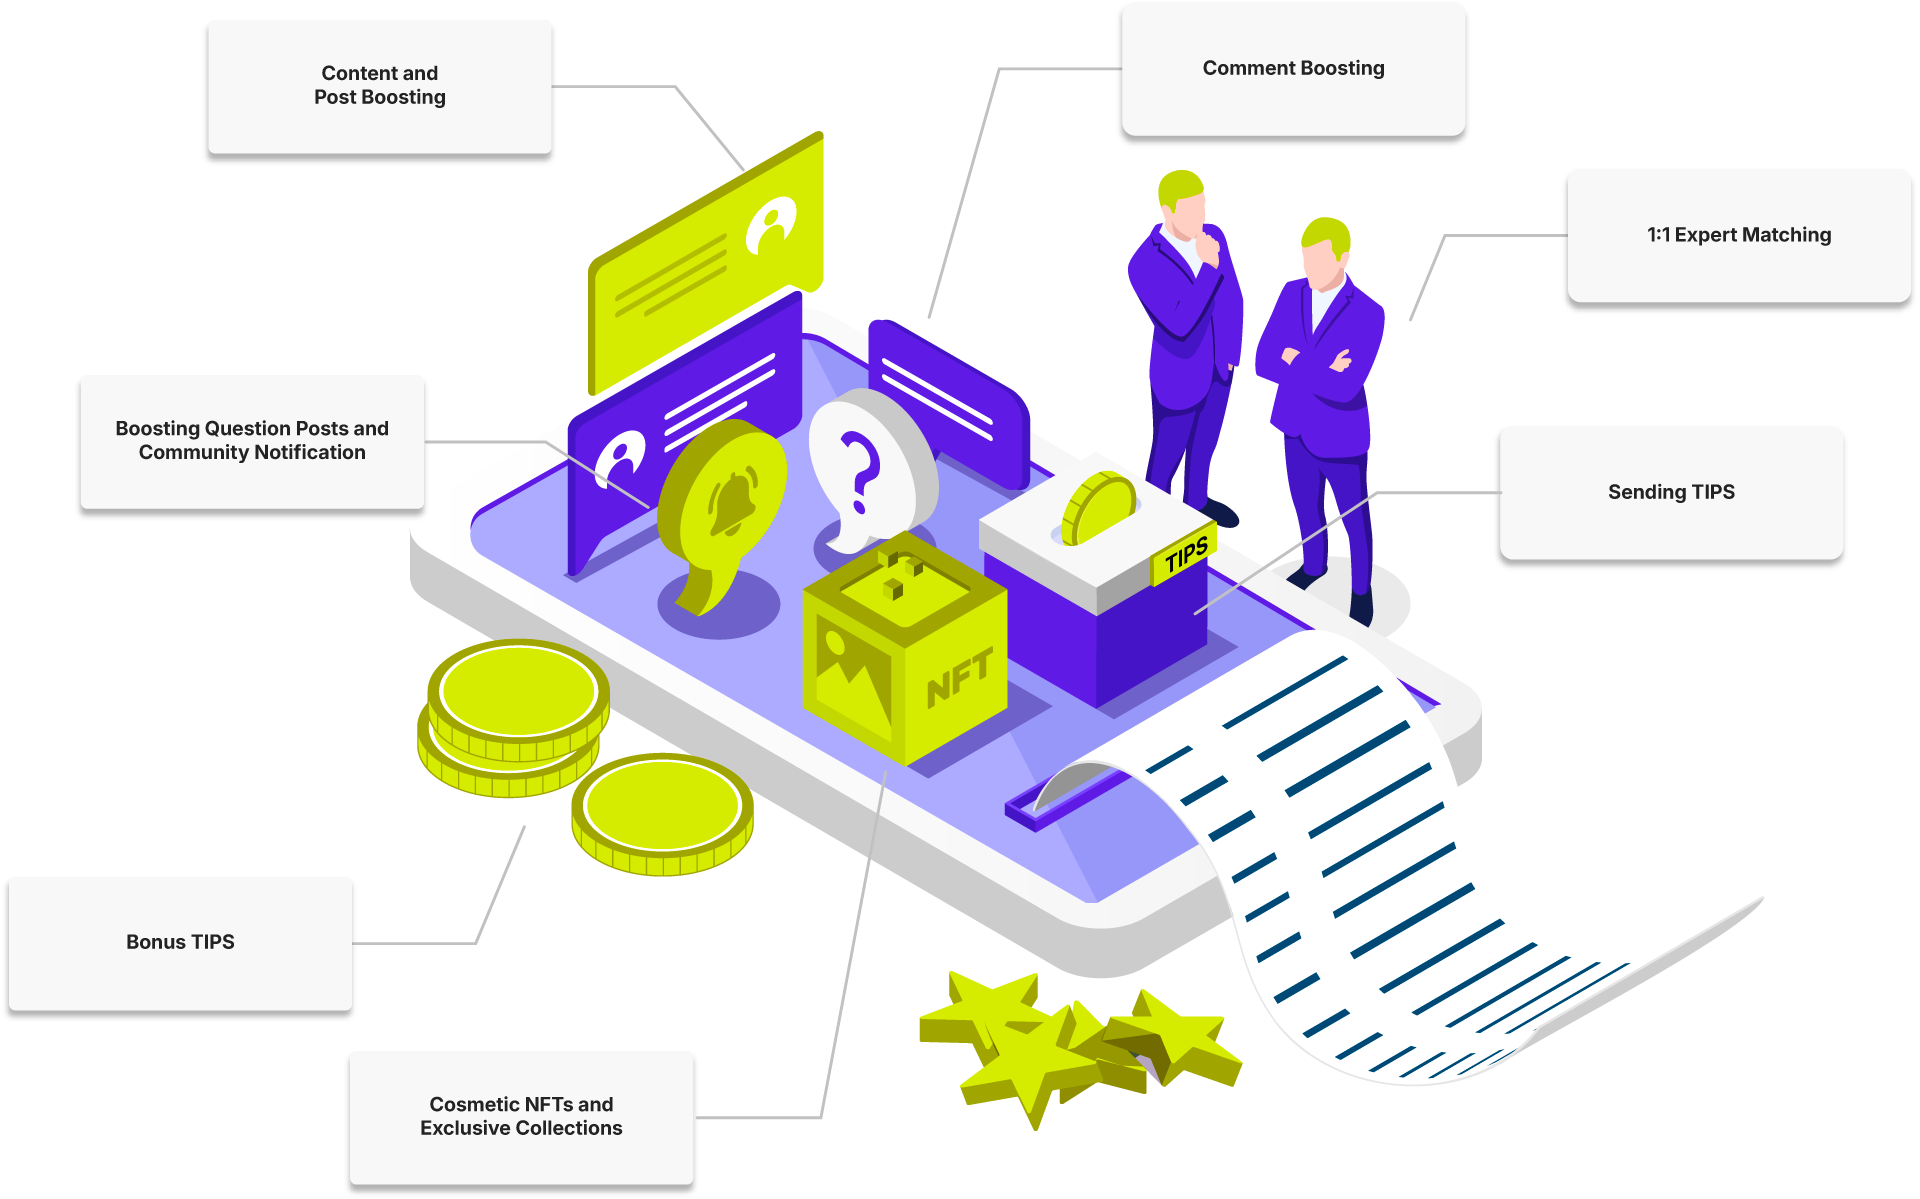 Content and
Post Boosting
Comment Boosting
1:1 Expert Matching
Boosting Question Posts and
Community Notification
?
Sending TIPS
TIPS
NFT
Bonus TIPS
Cosmetic NFTs and
Exclusive Collections